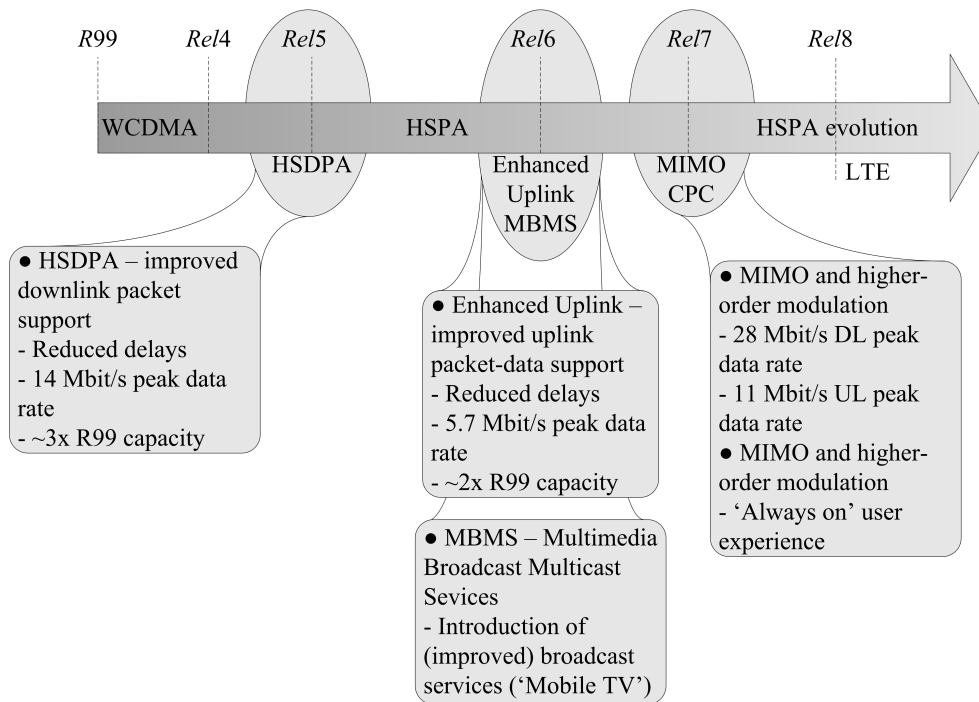 R99 Rel4 Rel5 Rel6 Rel7 Rel8
WCDMA HSPA HSPA evolution
HSDPA
Enhanced
Uplink
MBMS
MIMO
CPC
LTE
● HSDPA – improved
downlink packet
support
- Reduced delays
- 14 Mbit/s peak data
rate
- ~3x R99 capacity
● Enhanced Uplink –
improved uplink
packet-data support
- Reduced delays
- 5.7 Mbit/s peak data
rate
- ~2x R99 capacity
● MBMS – Multimedia
Broadcast Multicast
Sevices
- Introduction of
(improved) broadcast
services (‘Mobile TV’)
● MIMO and higher-
order modulation
- 28 Mbit/s DL peak
data rate
- 11 Mbit/s UL peak
data rate
● MIMO and higher-
order modulation
- ‘Always on’ user
experience